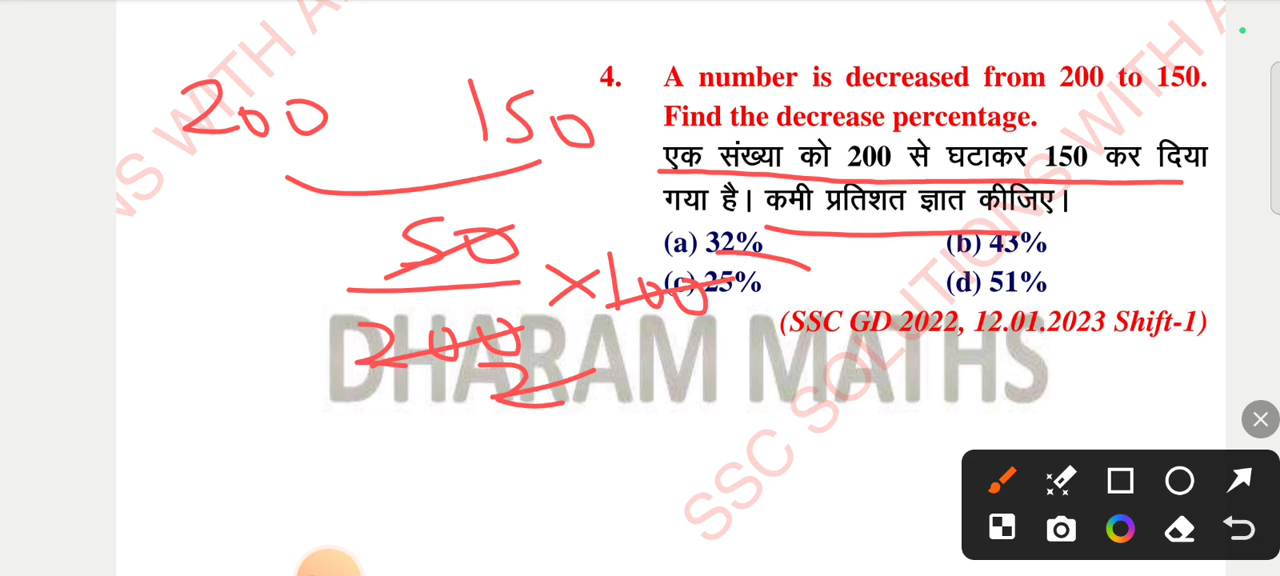 SSC SOLUTIONS WITH A
NS WITH A
200 150
50
× 100
200
2
4. A number is decreased from 200 to 150.
Find the decrease percentage.
एक संख्या को 200 से घटाकर 150 कर दिया
गया है। कमी प्रतिशत ज्ञात कीजिए।
(a) 32% (b) 43%
(c) 25% (d) 51%
(SSC GD 2022, 12.01.2023 Shift-1)
DHARAM MATHS